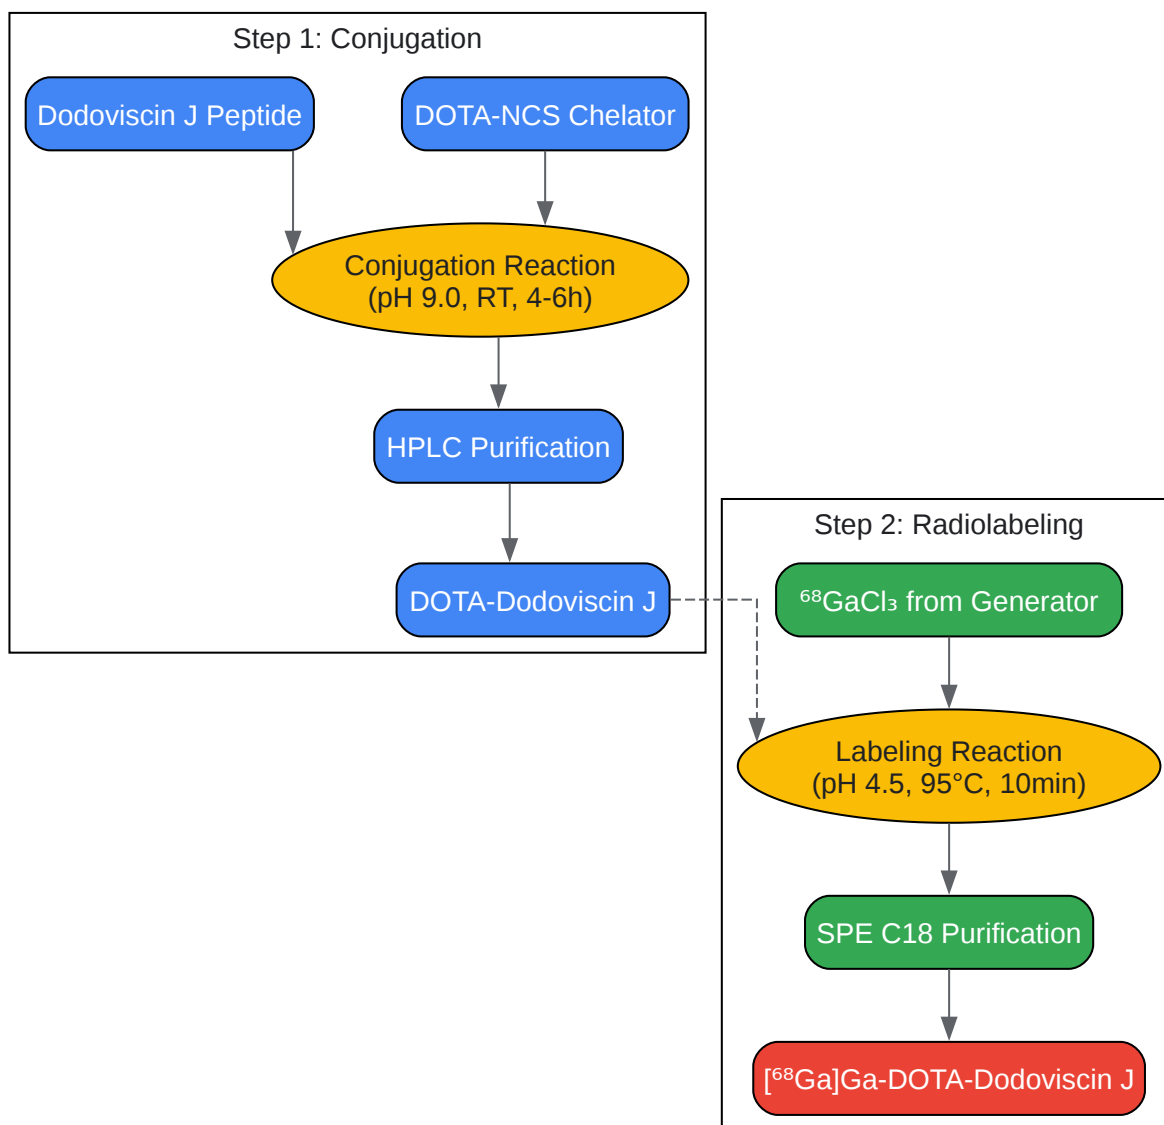 Step 1: Conjugation
Dodoviscin J Peptide
DOTA-NCS Chelator
Conjugation Reaction
(pH 9.0, RT, 4-6h)
HPLC Purification
DOTA-Dodoviscin J
Step 2: Radiolabeling
⁶⁸GaCl₃ from Generator
Labeling Reaction
(pH 4.5, 95°C, 10min)
SPE C18 Purification
[⁶⁸Ga]Ga-DOTA-Dodoviscin J